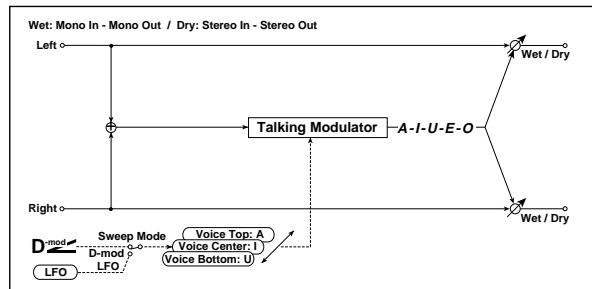 Wet: Mono In - Mono Out / Dry: Stereo In - Stereo Out
Left
Wet / Dry
Talking Modulator
A-I-U-E-O
Right
Wet / Dry
Sweep Mode
D-mod
D-mod
LFO
LFO
Voice Top: A
Voice Center: I
Voice Bottom: U